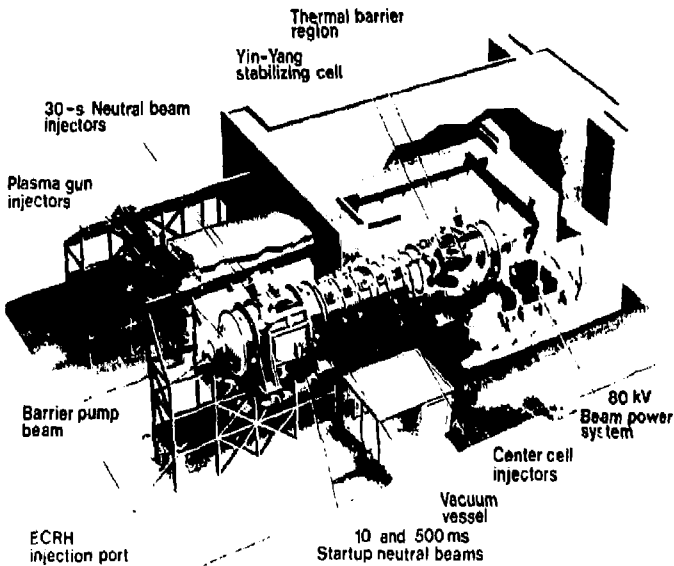 Thermal barrier
region
Yin-Yang
stabilizing cell
30-s Neutral beam
injectors
Plasma gun
injectors
Barrier pump
beam
80 kV
Beam power
system
Center cell
injectors
Vacuum
vessel
ECRH
injection port
10 and 500 ms
Startup neutral beams